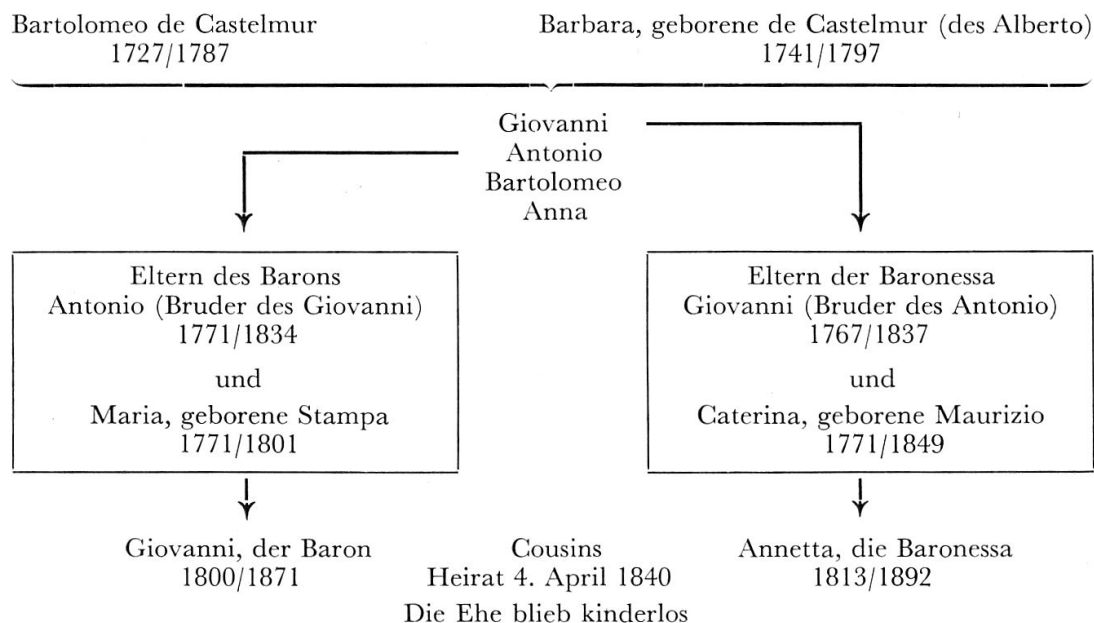 Bartolomeo de Castelmur
1727/1787
Barbara, geborene de Castelmur (des Alberto)
1741/1797
Giovanni
Antonio
Bartolomeo
Anna
Eltern des Barons
Antonio (Bruder des Giovanni)
1771/1834
und
Maria, geborene Stampa
1771/1801
Eltern der Baronessa
Giovanni (Bruder des Antonio)
1767/1837
und
Caterina, geborene Maurizio
1771/1849
Giovanni, der Baron
1800/1871
Cousins
Heirat 4. April 1840
Die Ehe blieb kinderlos
Annetta, die Baronessa
1813/1892